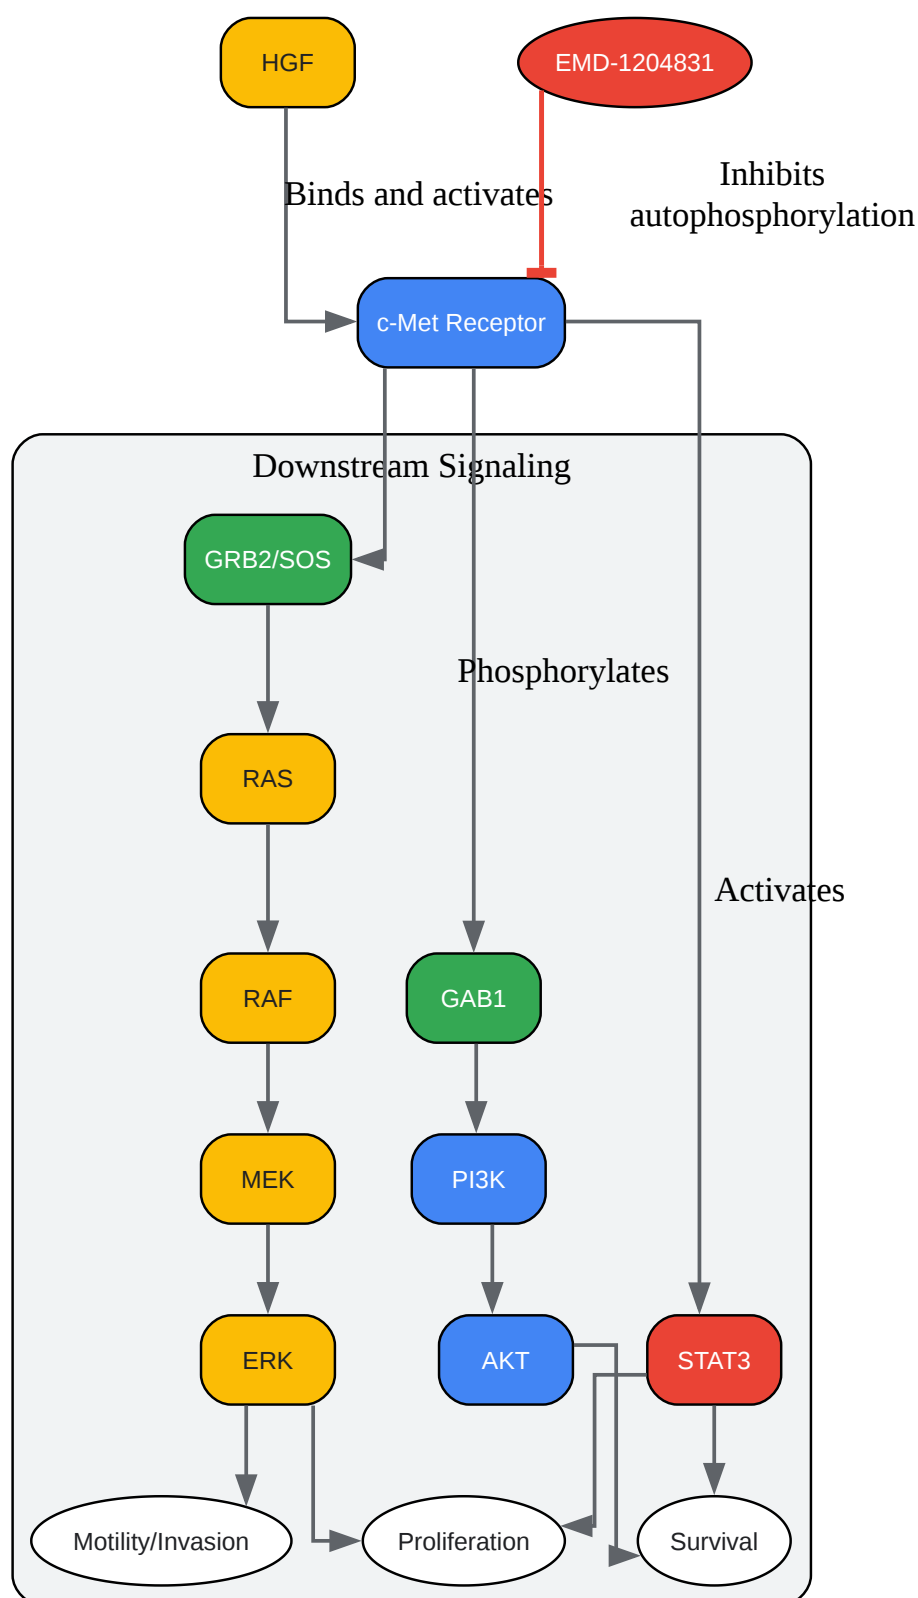 HGF
EMD-1204831
Binds and activates
Inhibits
autophosphorylation
c-Met Receptor
Downstream Signaling
GRB2/SOS
Phosphorylates
RAS
Activates
RAF
GAB1
MEK
PI3K
ERK
AKT
STAT3
Motility/Invasion
Proliferation
Survival